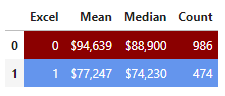 Excel Mean Median Count
0 0 $94,639 $88,900 986
1 1 $77,247 $74,230 474